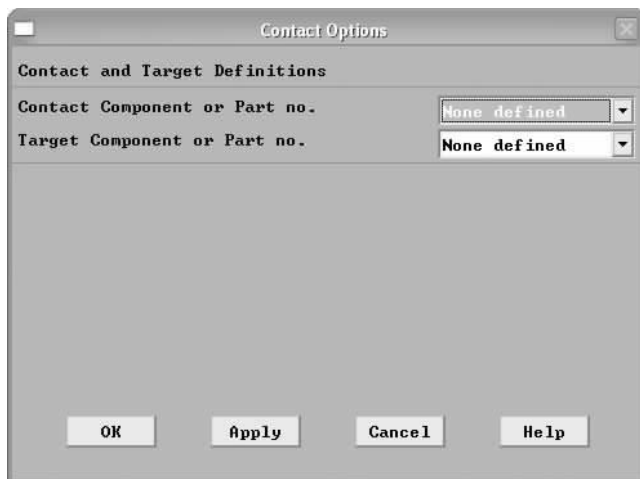 Contact Options
Contact and Target Definitions
Contact Component or Part no. None defined
Target Component or Part no. None defined
OK Apply Cancel Help